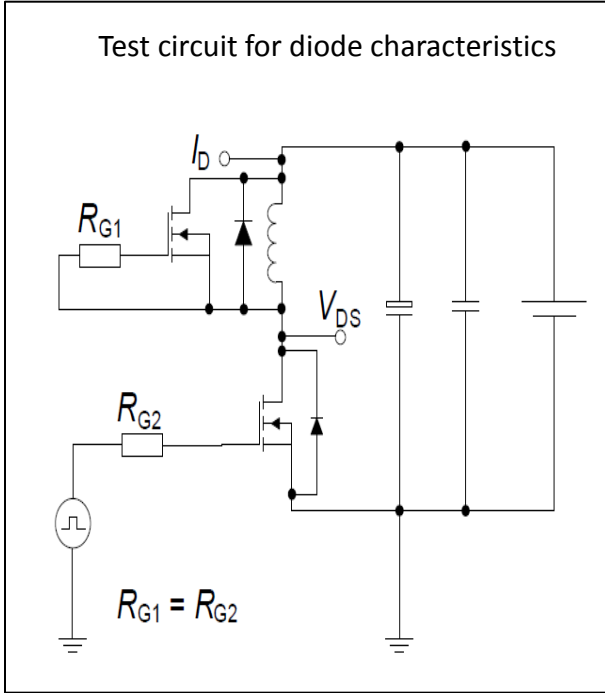 Test circuit for diode characteristics
I_D
R_G1
V_DS
R_G2
R_G1 = R_G2